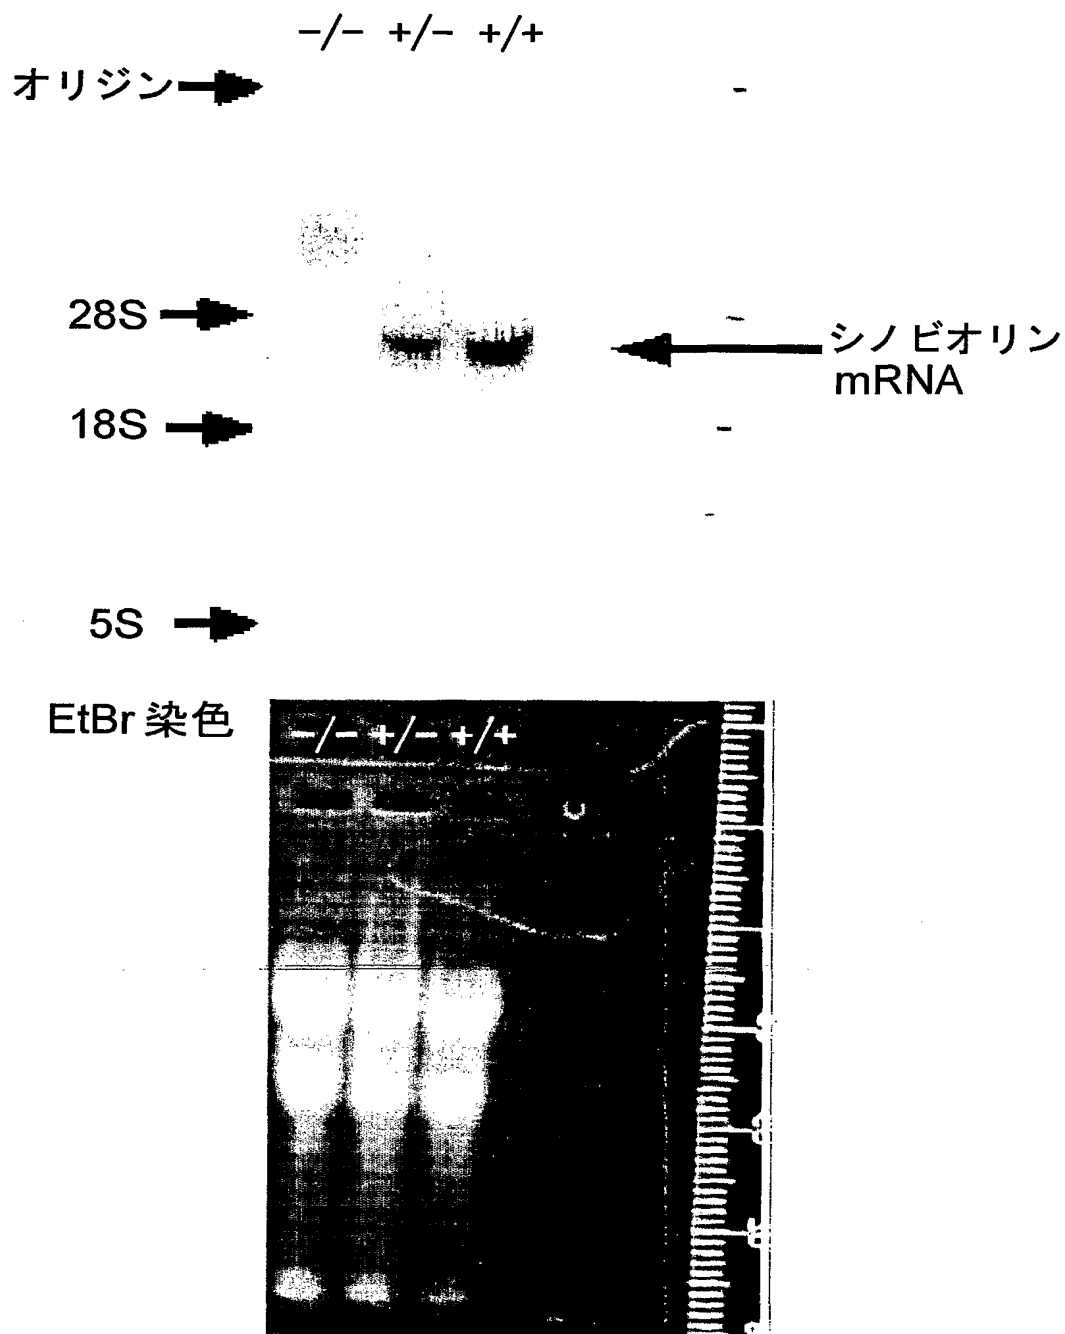 -/- +/- +/+
オリジン
28S
シノビオリン
mRNA
18S
5S
EtBr 染色
-/- +/- +/+